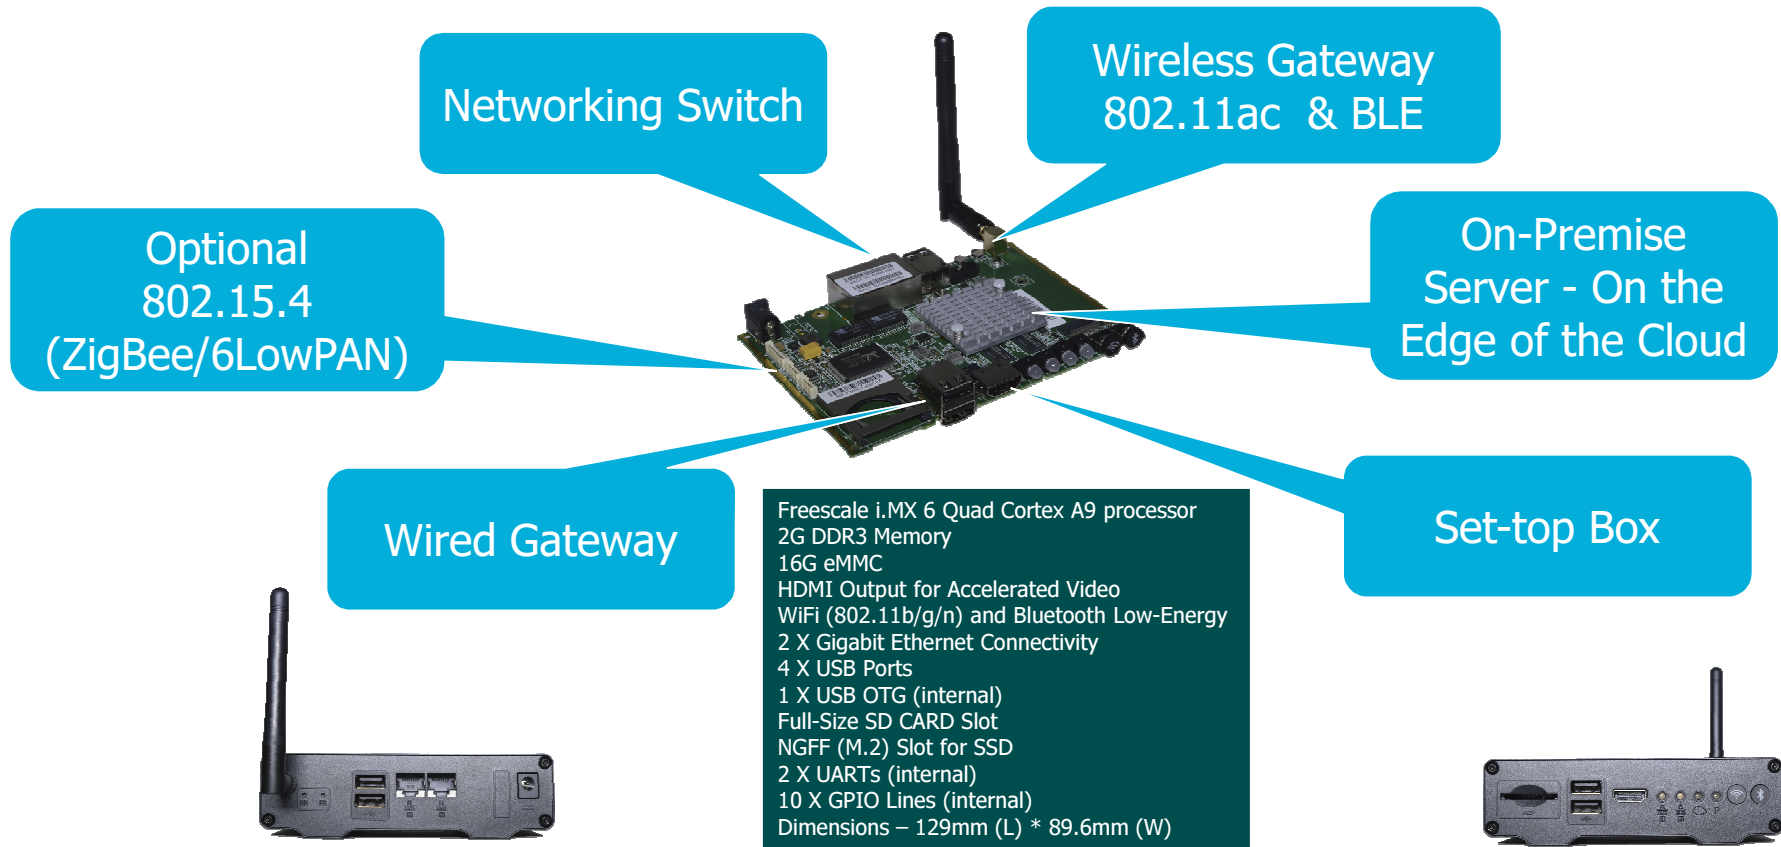 Networking Switch
Wireless Gateway
802.11ac  & BLE
Optional
802.15.4
(ZigBee/6LowPAN)
On-Premise
Server - On the
Edge of the Cloud
Wired Gateway
Set-top Box
Freescale i.MX 6 Quad Cortex A9 processor
2G DDR3 Memory
16G eMMC
HDMI Output for Accelerated Video
WiFi (802.11b/g/n) and Bluetooth Low-Energy
2 X Gigabit Ethernet Connectivity
4 X USB Ports
1 X USB OTG (internal)
Full-Size SD CARD Slot
NGFF (M.2) Slot for SSD
2 X UARTs (internal)
10 X GPIO Lines (internal)
Dimensions – 129mm (L) * 89.6mm (W)